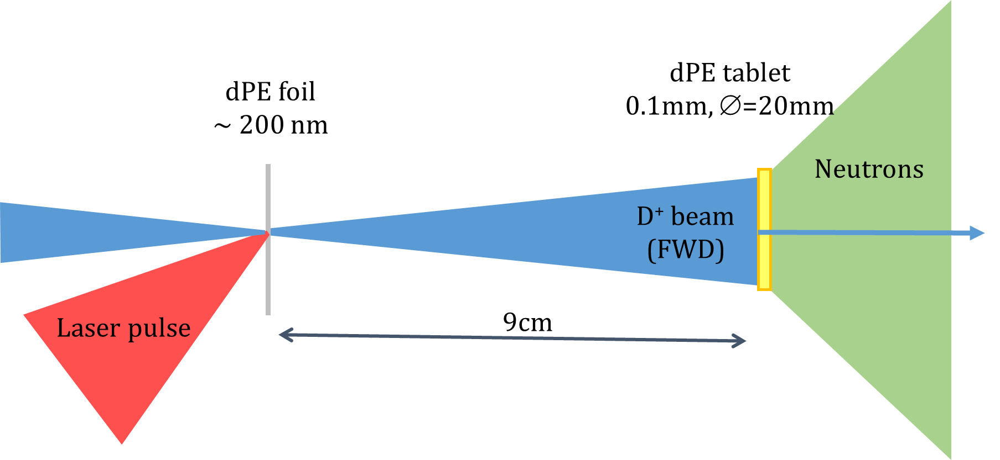 dPE foil
~ 200 nm
dPE tablet
0.1mm, ∅=20mm
Neutrons
D⁺ beam
(FWD)
9cm
Laser pulse